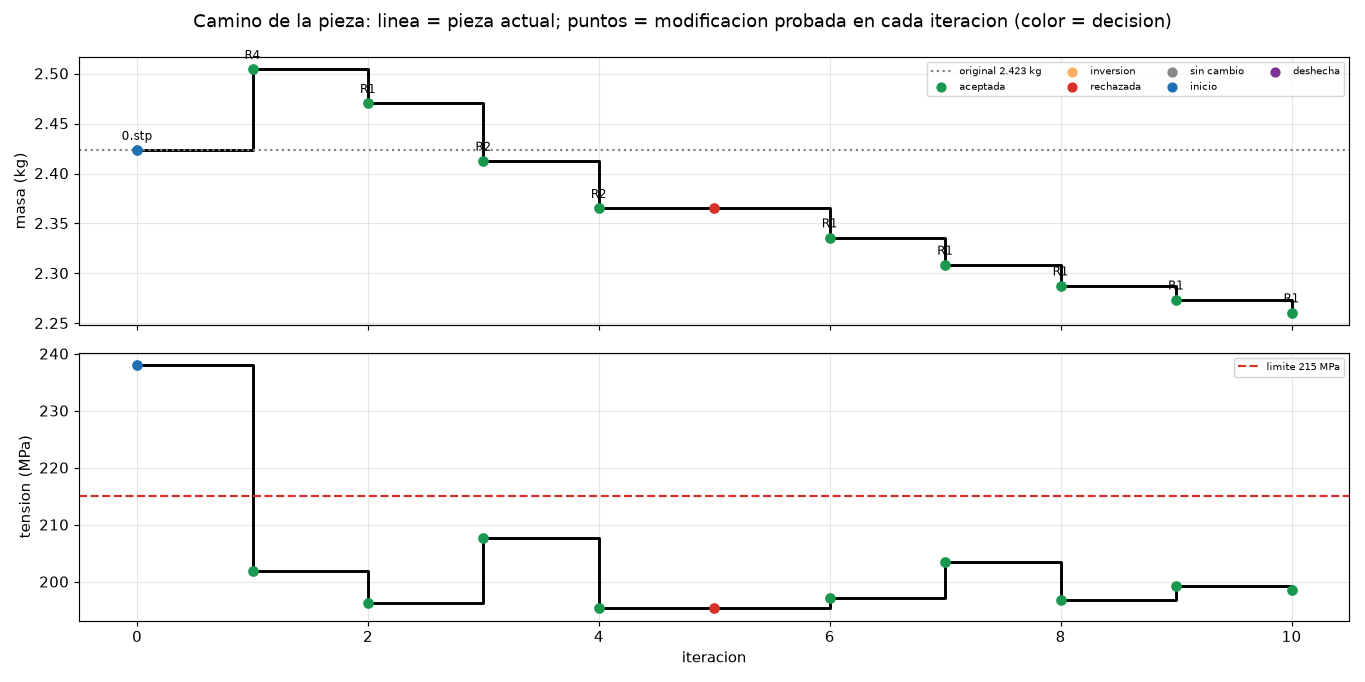 Camino de la pieza: linea = pieza actual; puntos = modificacion probada en cada iteracion (color = decision)
masa (kg)
2.50
2.45
2.40
2.35
2.30
2.25
0.stp
R4
R1
R2
R2
R1
R1
R1
R1
R1
original 2.423 kg
aceptada
inversion
rechazada
sin cambio
inicio
deshecha
tension (MPa)
240
230
220
210
200
limite 215 MPa
0
2
4
6
8
10
iteracion